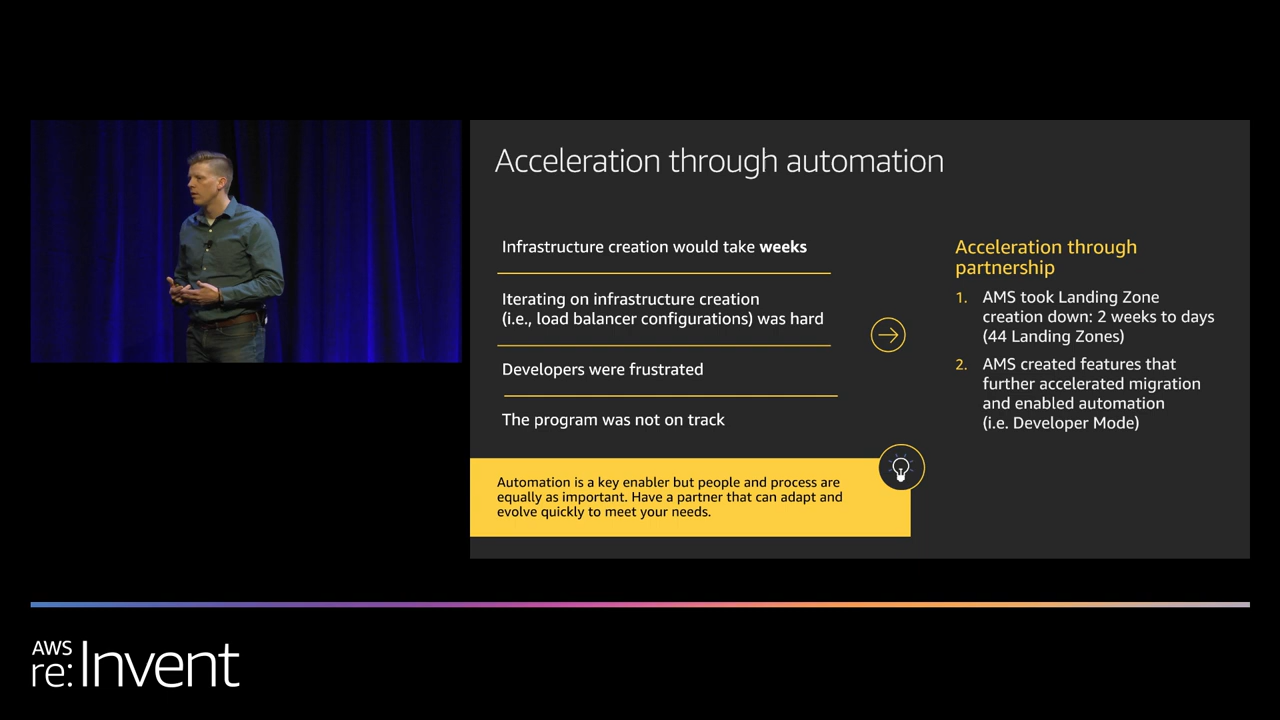 Acceleration through automation
Infrastructure creation would take weeks
Iterating on infrastructure creation
(i.e., load balancer configurations) was hard
Developers were frustrated
The program was not on track
Automation is a key enabler but people and process are
equally as important. Have a partner that can adapt and
evolve quickly to meet your needs.
Acceleration through
partnership
1. AMS took Landing Zone
creation down: 2 weeks to days
(44 Landing Zones)
2. AMS created features that
further accelerated migration
and enabled automation
(i.e. Developer Mode)
AWS
re:Invent